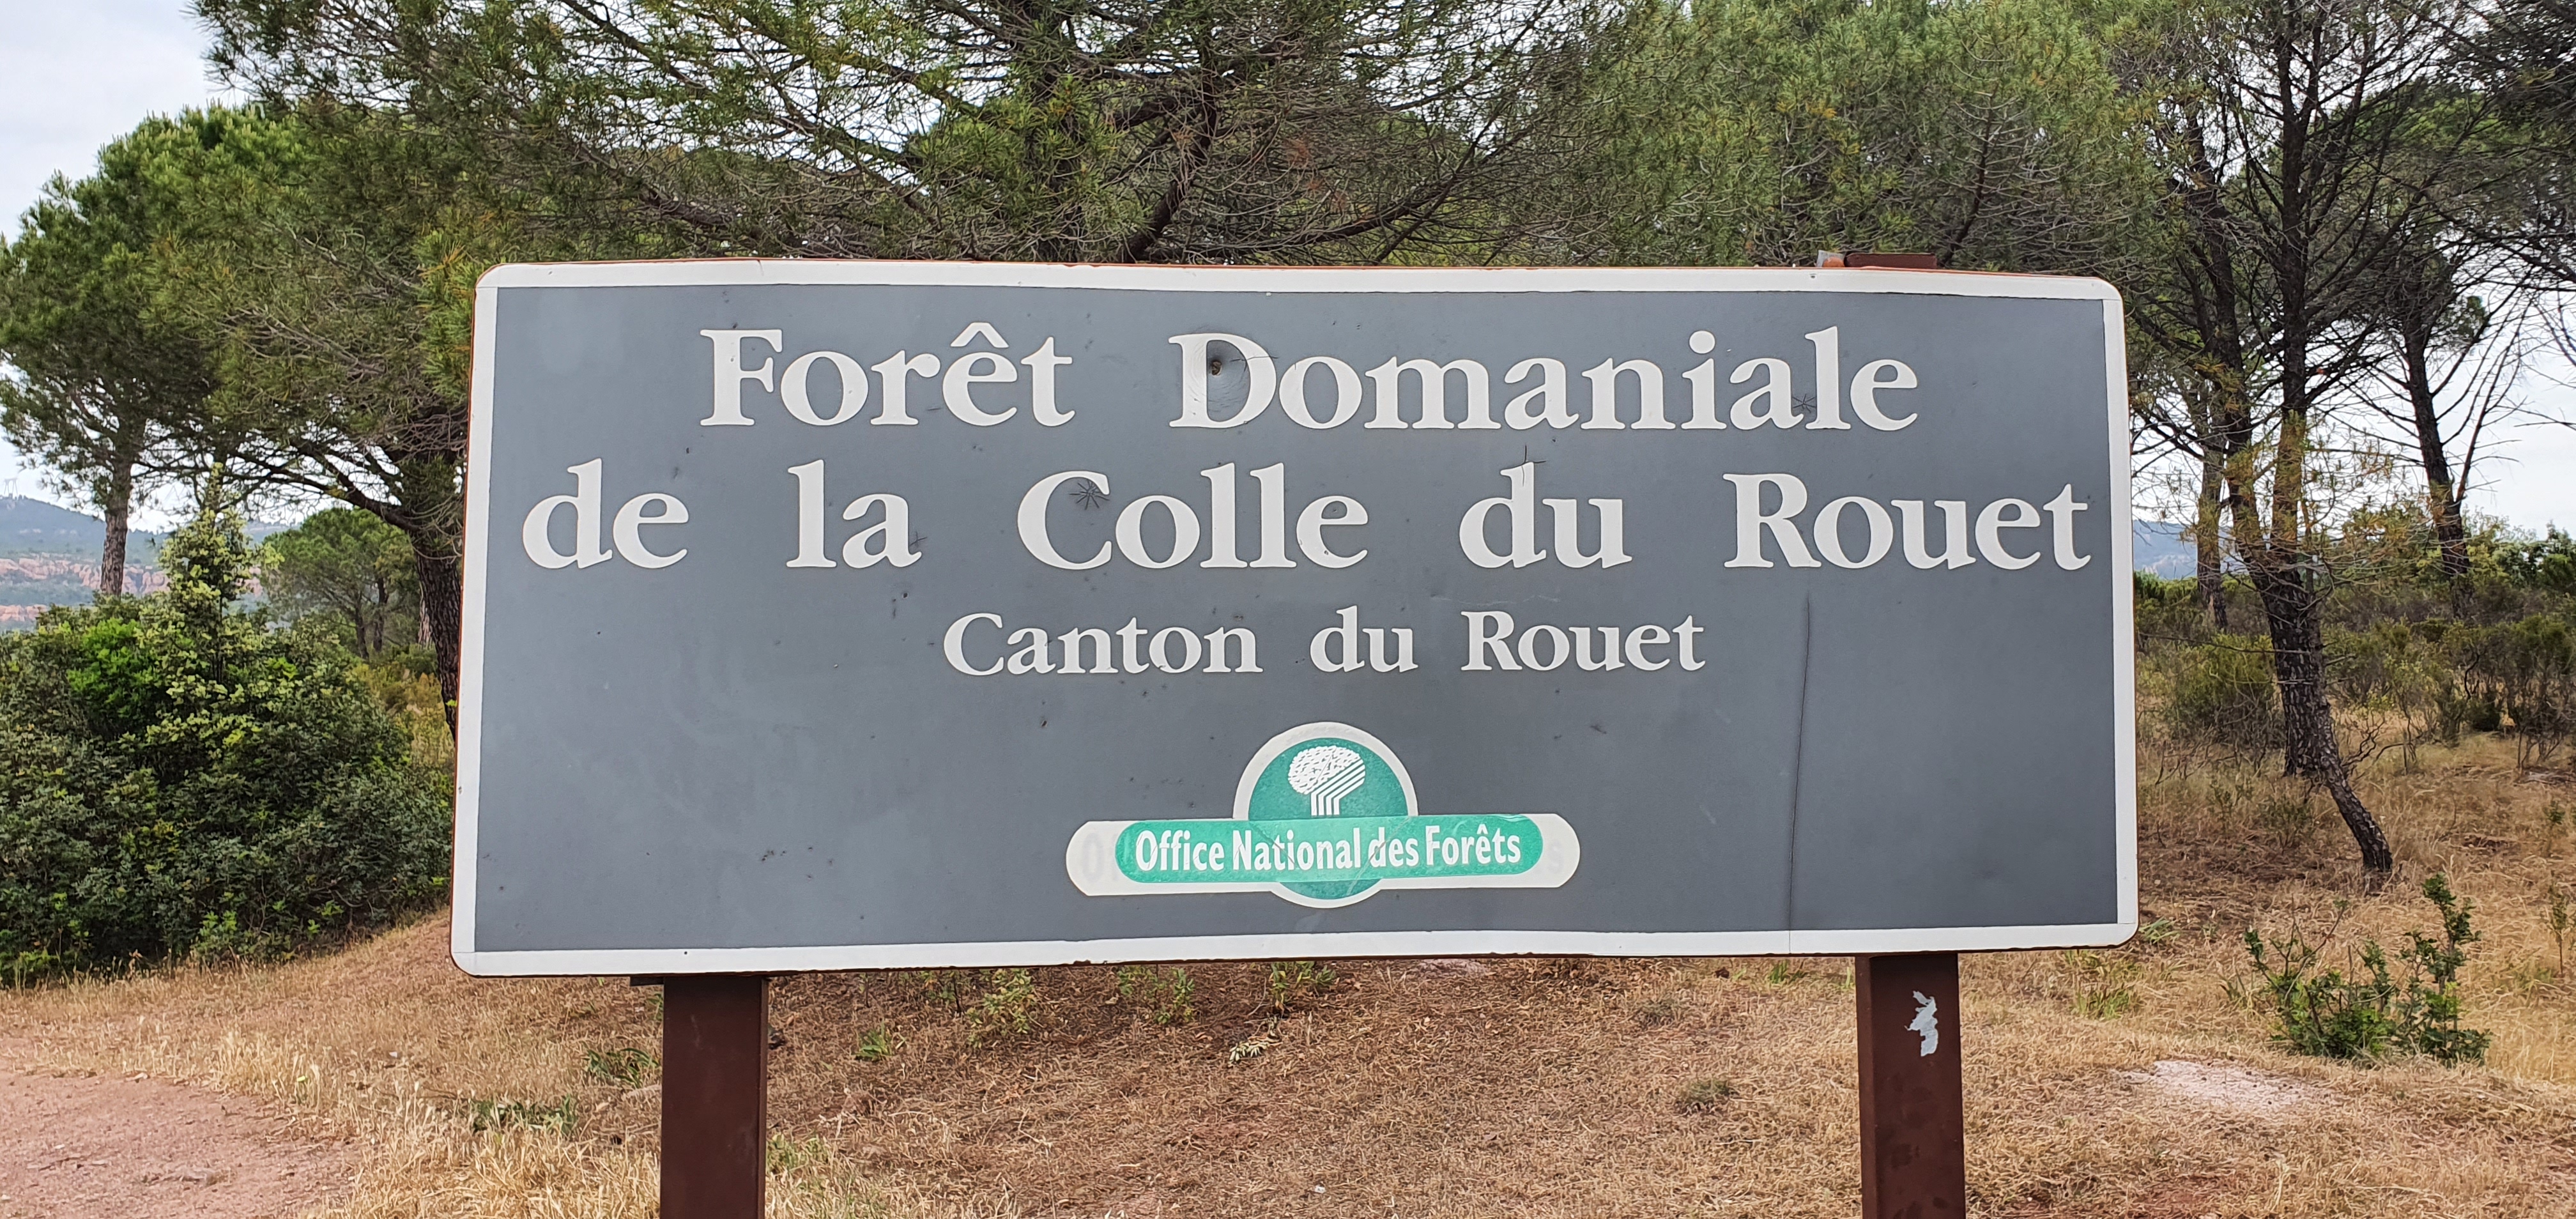 Forêt Domaniale
de la Colle du Rouet
Canton du Rouet
Office National des Forêts